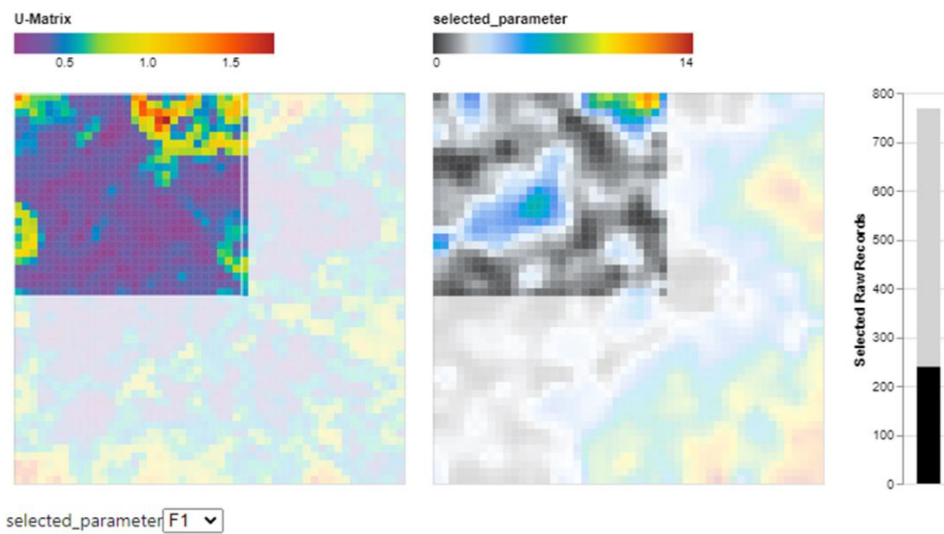 U-Matrix
0.5 1.0 1.5
selected_parameter
0 14
800
700
600
500
400
300
200
100
0
Selected Raw Records
selected_parameter F1